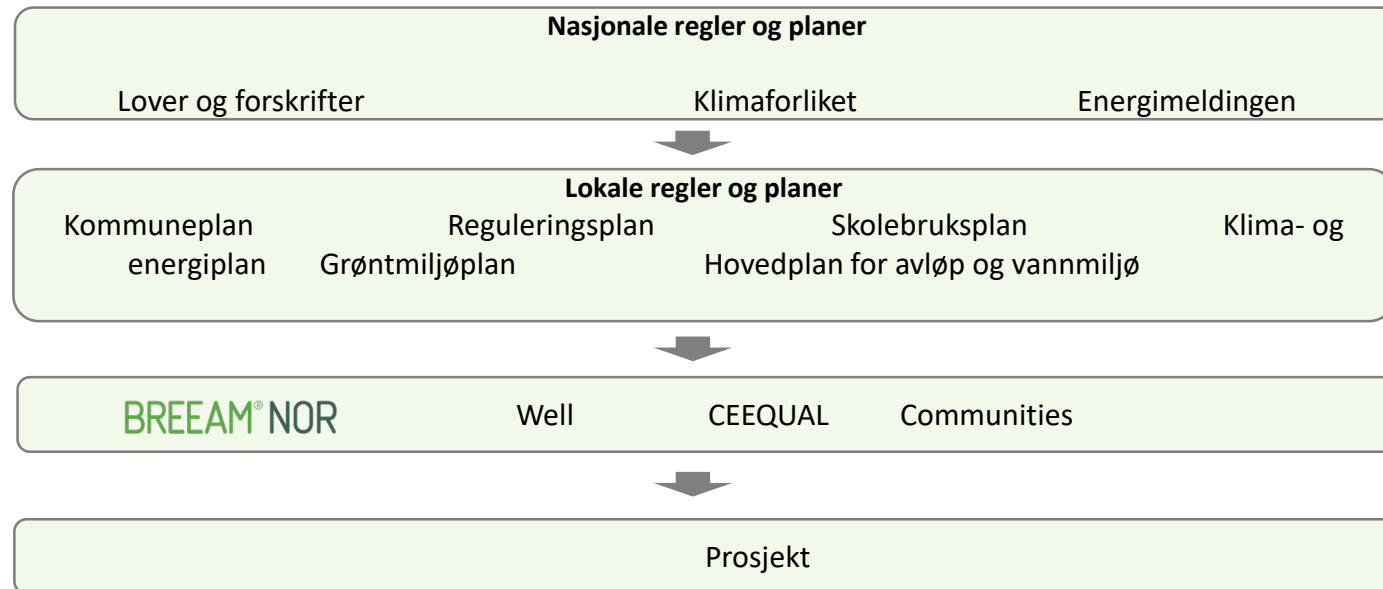 Nasjonale regler og planer
Lover og forskrifter Klimaforliket Energimeldingen
Lokale regler og planer
Kommuneplan Reguleringsplan Skolebruksplan Klima- og
energiplan Grøntmiljøplan Hovedplan for avløp og vannmiljø
BREEAM® NOR Well CEEQUAL Communities
Prosjekt